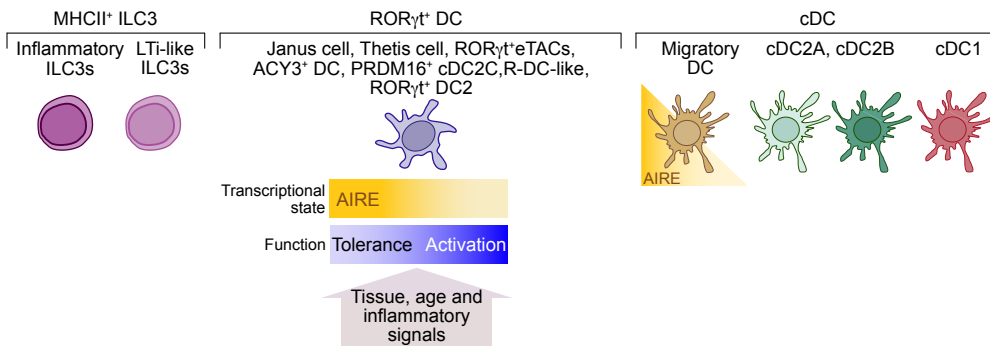 MHCII⁺ ILC3
RORγt⁺ DC
cDC
Inflammatory
ILC3s
LTi-like
ILC3s
Janus cell, Thetis cell, RORγt⁺eTACs,
ACY3⁺ DC, PRDM16⁺ cDC2C,R-DC-like,
RORγt⁺ DC2
Migratory
DC
cDC2A, cDC2B
cDC1
AIRE
Transcriptional
state
AIRE
Function
Tolerance
Activation
Tissue, age and
inflammatory
signals